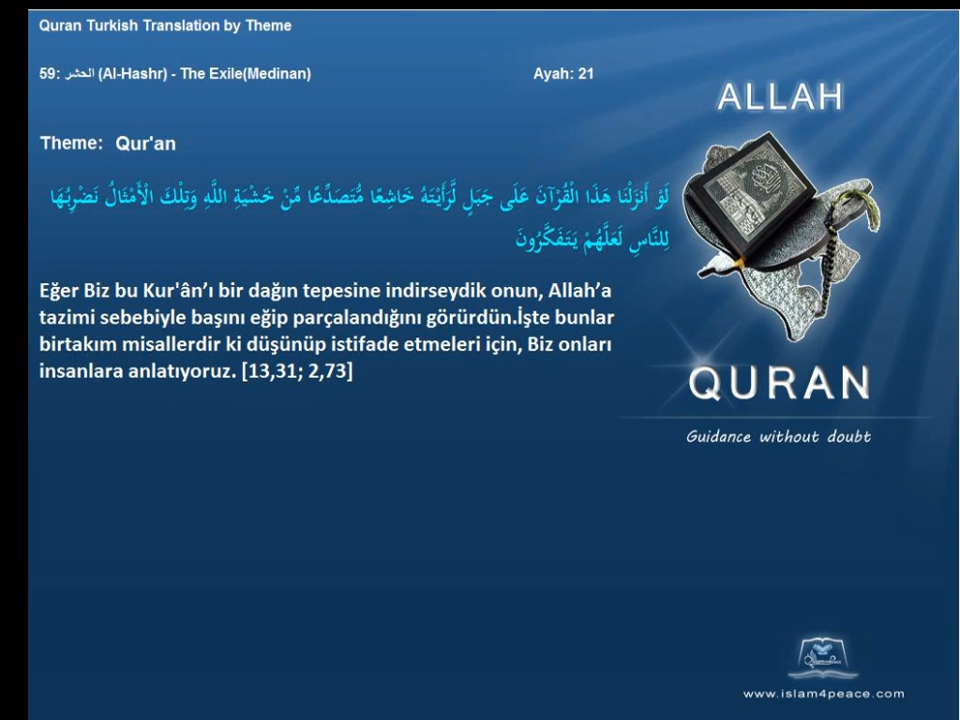 Quran Turkish Translation by Theme
59: الحشر (Al-Hashr) - The Exile(Medinan)
Ayah: 21
ALLAH
Theme: Qur'an
لَوْ أَنزَلْنَا هَذَا الْقُرْآنَ عَلَى جَبَلٍ لَّرَأَيْتَهُ خَاشِعًا مُّتَصَدِّعًا مِّنْ خَشْيَةِ اللَّهِ وَتِلْكَ الْأَمْثَالُ نَضْرِبُهَا
لِلنَّاسِ لَعَلَّهُمْ يَتَفَكَّرُونَ
Eğer Biz bu Kur'ân’ı bir dağın tepesine indirseydik onun, Allah’a
tazimi sebebiyle başını eğip parçalandığını görürdün.İşte bunlar
birtakım misallerdir ki düşünüp istifade etmeleri için, Biz onları
insanlara anlatıyoruz. [13,31; 2,73]
QURAN
Guidance without doubt
www.islam4peace.com